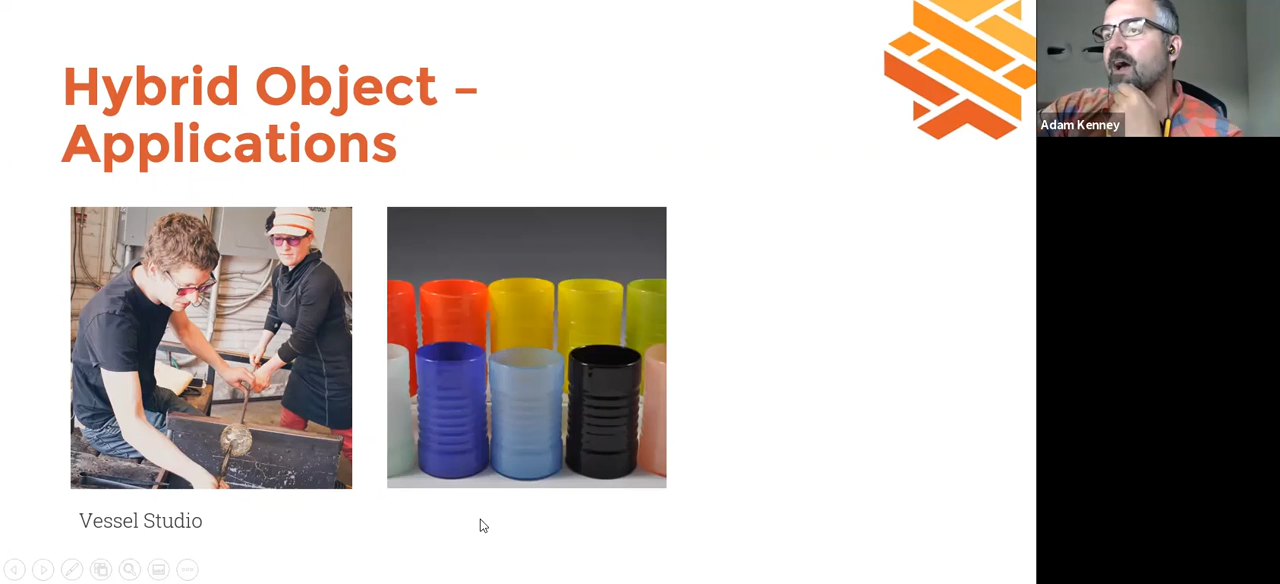 Hybrid Object –
Applications
Adam Kenney
Vessel Studio